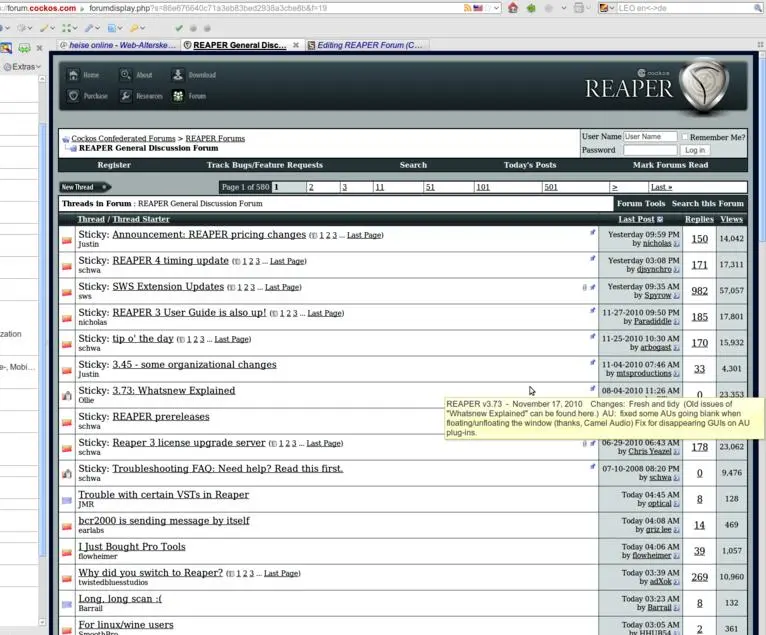 forum.cockos.com › forumdisplay.php?s=86e676640c71a3eb83bed2938a3cbe8b&f=19
LEO en<->de
@ heise online - Web-Alterske...
REAPER General Disc...
Editing REAPER Forum (C...
Extras
Home
About
Download
Purchase
Resources
Forum
cockos
REAPER
Cockos Confederated Forums > REAPER Forums
REAPER General Discussion Forum
User Name User Name Remember Me?
Password Log in
Register Track Bugs/Feature Requests Search Today's Posts Mark Forums Read
New Thread
Page 1 of 580 1 2 3 11 51 101 501 > Last »
Threads in Forum : REAPER General Discussion Forum Forum Tools Search this Forum
Thread / Thread Starter Last Post Replies Views
Sticky: Announcement: REAPER pricing changes ( 1 2 3 ... Last Page) Yesterday 09:59 PM 150 14,042
Justin by nicholas
Sticky: REAPER 4 timing update ( 1 2 3 ... Last Page) Yesterday 03:08 PM 171 17,311
schwa by djsynchro
Sticky: SWS Extension Updates ( 1 2 3 ... Last Page) Yesterday 09:35 AM 982 57,057
sws by Spyrow
Sticky: REAPER 3 User Guide is also up! ( 1 2 3 ... Last Page) 11-27-2010 09:50 PM 185 17,801
nicholas by Paradiddle
Sticky: tip o' the day ( 1 2 3 ... Last Page) 11-25-2010 10:30 AM 170 15,932
schwa by arbogast
Sticky: 3.45 - some organizational changes 11-04-2010 07:46 AM 33 4,301
Justin by mtsproductions
Sticky: 3.73: Whatsnew Explained 08-04-2010 11:26 AM 0 23,353
Ollie
REAPER v3.73 - November 17, 2010 Changes: Fresh and tidy (Old issues of
"Whatsnew Explained" can be found here.) AU: fixed some AUs going blank when
floating/unfloating the window (thanks, Camel Audio) Fix for disappearing GUIs on AU
plug-ins.
Sticky: REAPER prereleases
schwa
Sticky: Reaper 3 license upgrade server ( 1 2 3 ... Last Page) 06-29-2010 06:43 AM 178 23,062
schwa by Chris Yeazel
Sticky: Troubleshooting FAQ: Need help? Read this first. 07-10-2008 08:20 PM 0 9,476
schwa by schwa
Trouble with certain VSTs in Reaper Today 04:45 AM 8 128
JMR by optical
bcr2000 is sending message by itself Today 04:08 AM 14 469
earlabs by griz lee
I Just Bought Pro Tools Today 04:06 AM 39 1,057
flowheimer by flowheimer
Why did you switch to Reaper? ( 1 2 3 ... Last Page) Today 03:39 AM 269 10,960
twistedbluesstudios by adXok
Long, long scan :( Today 03:23 AM 8 132
Barrail by Barrail
For linux/wine users Today 03:05 AM 2 361
SmoothPro by HHUB54
zation
e-, Mobi...